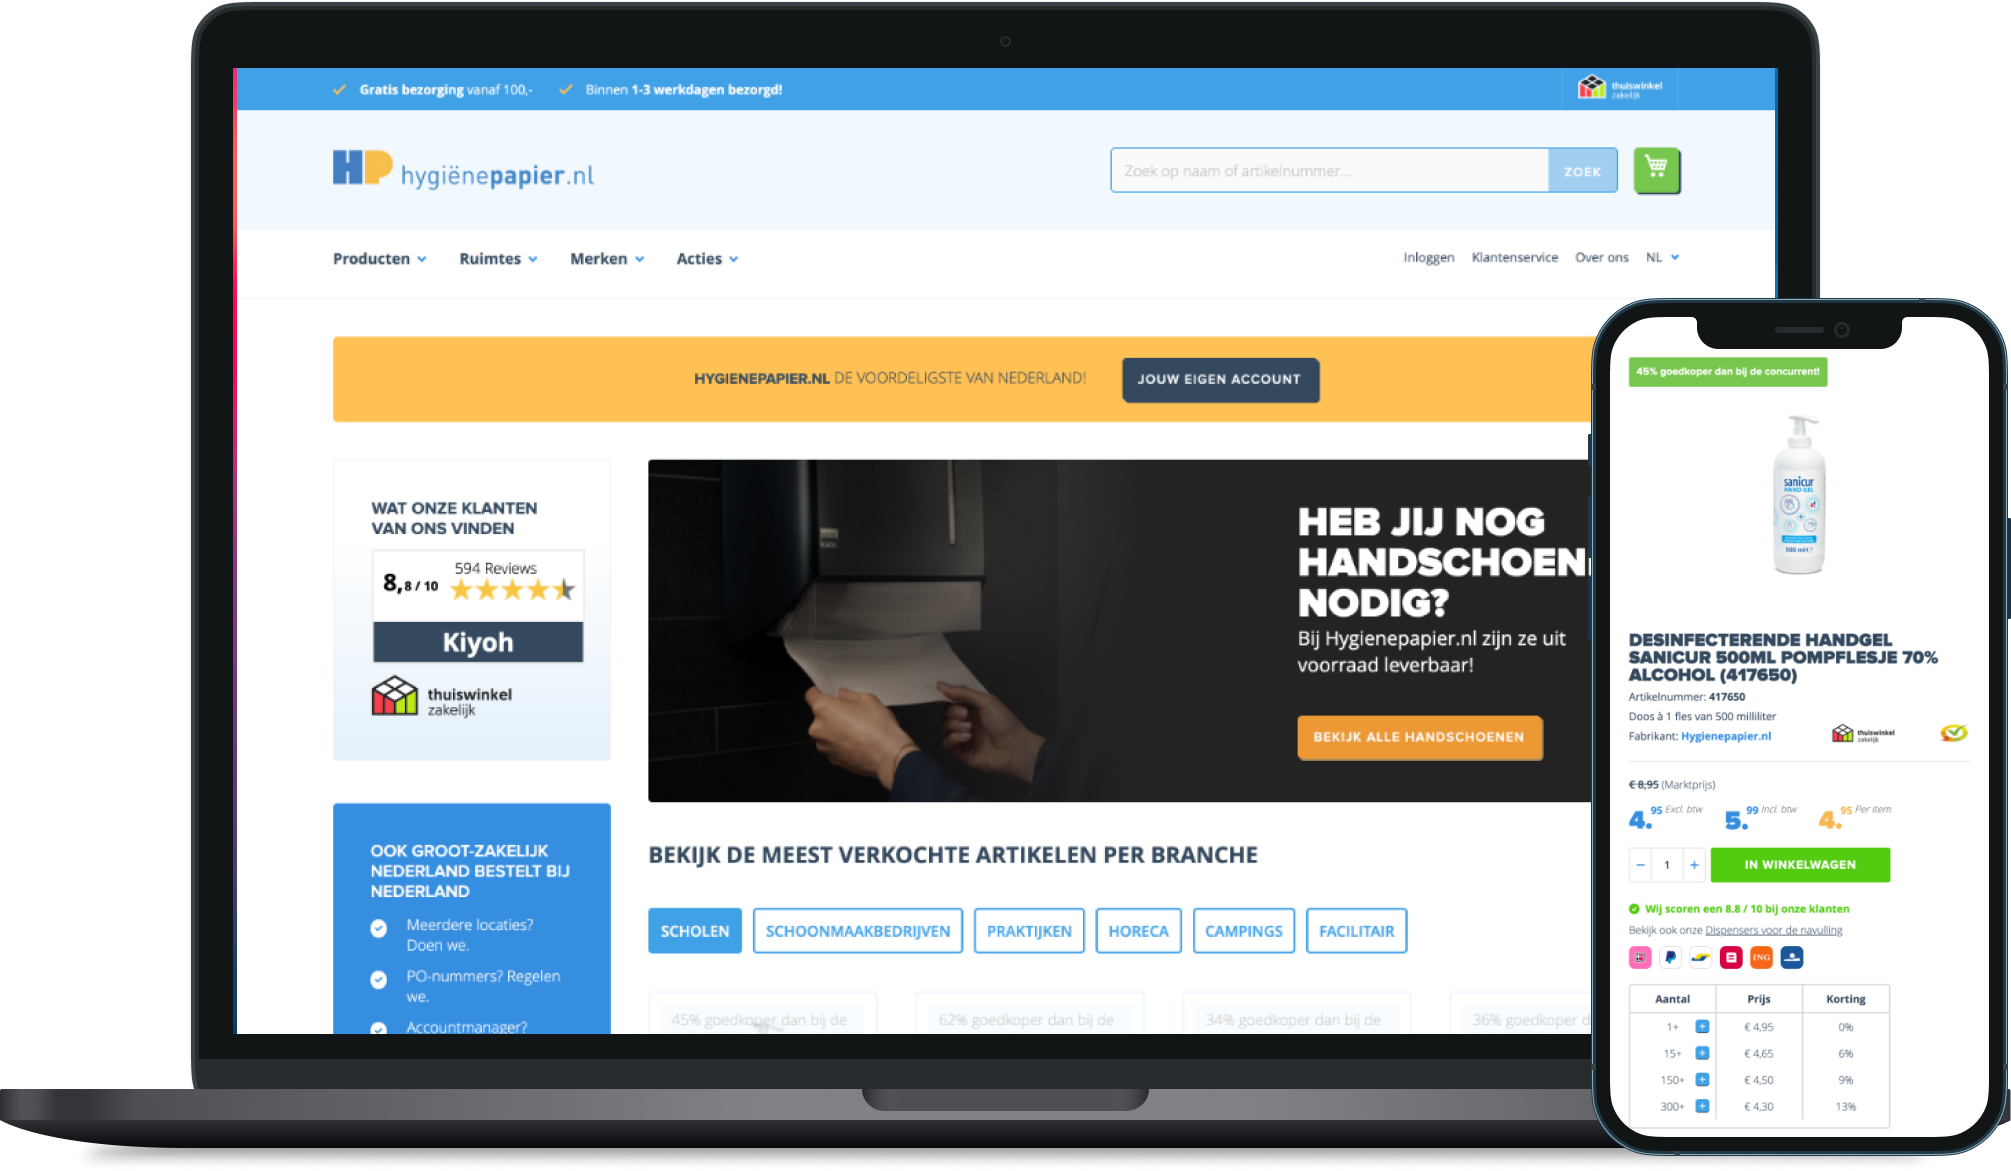 Gratis bezorging vanaf 100,-
Binnen 1-3 werkdagen bezorgd!
thuiswinkel
zakelijk
HP hygiënepapier.nl
Zoek op naam of artikelnummer...
ZOEK
Producten
Ruimtes
Merken
Acties
Inloggen
Klantenservice
Over ons
NL
HYGIENEPAPIER.NL DE VOORDELIGSTE VAN NEDERLAND!
JOUW EIGEN ACCOUNT
WAT ONZE KLANTEN
VAN ONS VINDEN
8,8 / 10
594 Reviews
Kiyoh
thuiswinkel
zakelijk
HEB JIJ NOG
HANDSCHOEN
NODIG?
Bij Hygienepapier.nl zijn ze uit
voorraad leverbaar!
BEKIJK ALLE HANDSCHOENEN
OOK GROOT-ZAKELIJK
NEDERLAND BESTELT BIJ
NEDERLAND
Meerdere locaties?
Doen we.
PO-nummers? Regelen
we.
Accountmanager?
BEKIJK DE MEEST VERKOCHTE ARTIKELEN PER BRANCHE
SCHOLEN
SCHOONMAAKBEDRIJVEN
PRAKTIJKEN
HORECA
CAMPINGS
FACILITAIR
45% goedkoper dan bij de
62% goedkoper dan bij de
34% goedkoper dan bij de
36% goedkoper d
45% goedkoper dan bij de concurrent!
sanicur
HAND GEL
500 ml e
DESINFECTERENDE HANDGEL
SANICUR 500ML POMPFLESJE 70%
ALCOHOL (417650)
Artikelnummer: 417650
Doos à 1 fles van 500 milliliter
Fabrikant: Hygienepapier.nl
thuiswinkel
zakelijk
€ 8,95 (Marktprijs)
4.95 Excl. btw
5.99 Incl. btw
4.95 Per item
− 1 +
IN WINKELWAGEN
Wij scoren een 8.8 / 10 bij onze klanten
Bekijk ook onze Dispensers voor de navulling
ING
Aantal Prijs Korting
1+ € 4,95 0%
15+ € 4,65 6%
150+ € 4,50 9%
300+ € 4,30 13%